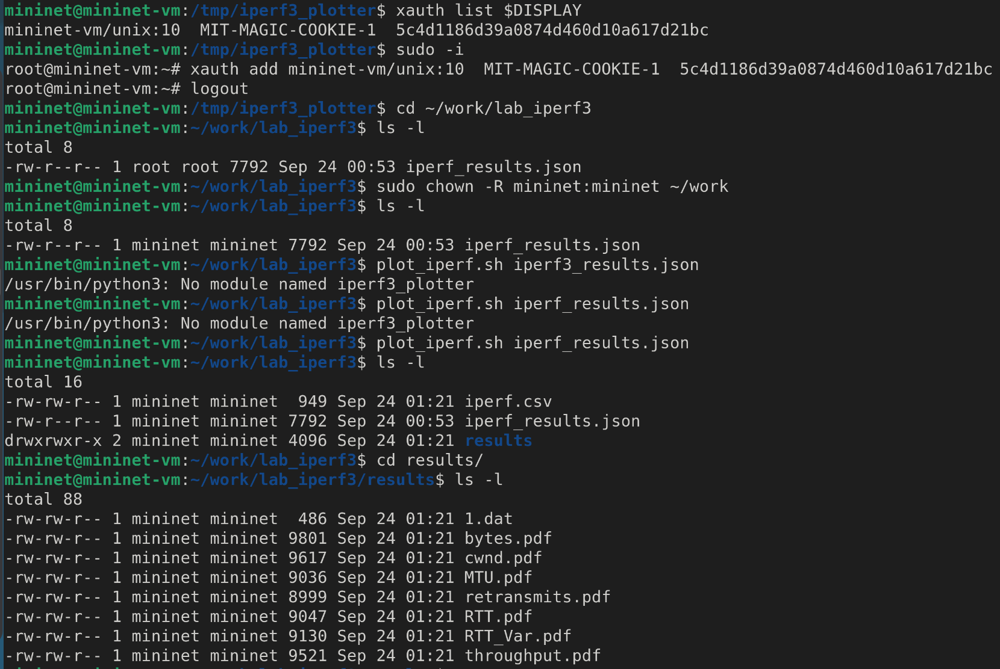 mininet@mininet-vm:/tmp/iperf3_plotter$ xauth list $DISPLAY
mininet-vm/unix:10  MIT-MAGIC-COOKIE-1  5c4d1186d39a0874d460d10a617d21bc
mininet@mininet-vm:/tmp/iperf3_plotter$ sudo -i
root@mininet-vm:~# xauth add mininet-vm/unix:10  MIT-MAGIC-COOKIE-1  5c4d1186d39a0874d460d10a617d21bc
root@mininet-vm:~# logout
mininet@mininet-vm:/tmp/iperf3_plotter$ cd ~/work/lab_iperf3
mininet@mininet-vm:~/work/lab_iperf3$ ls -l
total 8
-rw-r--r-- 1 root root 7792 Sep 24 00:53 iperf_results.json
mininet@mininet-vm:~/work/lab_iperf3$ sudo chown -R mininet:mininet ~/work
mininet@mininet-vm:~/work/lab_iperf3$ ls -l
total 8
-rw-r--r-- 1 mininet mininet 7792 Sep 24 00:53 iperf_results.json
mininet@mininet-vm:~/work/lab_iperf3$ plot_iperf.sh iperf3_results.json
/usr/bin/python3: No module named iperf3_plotter
mininet@mininet-vm:~/work/lab_iperf3$ plot_iperf.sh iperf_results.json
/usr/bin/python3: No module named iperf3_plotter
mininet@mininet-vm:~/work/lab_iperf3$ plot_iperf.sh iperf_results.json
mininet@mininet-vm:~/work/lab_iperf3$ ls -l
total 16
-rw-rw-r-- 1 mininet mininet  949 Sep 24 01:21 iperf.csv
-rw-r--r-- 1 mininet mininet 7792 Sep 24 00:53 iperf_results.json
drwxrwxr-x 2 mininet mininet 4096 Sep 24 01:21 results
mininet@mininet-vm:~/work/lab_iperf3$ cd results/
mininet@mininet-vm:~/work/lab_iperf3/results$ ls -l
total 88
-rw-rw-r-- 1 mininet mininet  486 Sep 24 01:21 1.dat
-rw-rw-r-- 1 mininet mininet 9801 Sep 24 01:21 bytes.pdf
-rw-rw-r-- 1 mininet mininet 9617 Sep 24 01:21 cwnd.pdf
-rw-rw-r-- 1 mininet mininet 9036 Sep 24 01:21 MTU.pdf
-rw-rw-r-- 1 mininet mininet 8999 Sep 24 01:21 retransmits.pdf
-rw-rw-r-- 1 mininet mininet 9047 Sep 24 01:21 RTT.pdf
-rw-rw-r-- 1 mininet mininet 9130 Sep 24 01:21 RTT_Var.pdf
-rw-rw-r-- 1 mininet mininet 9521 Sep 24 01:21 throughput.pdf